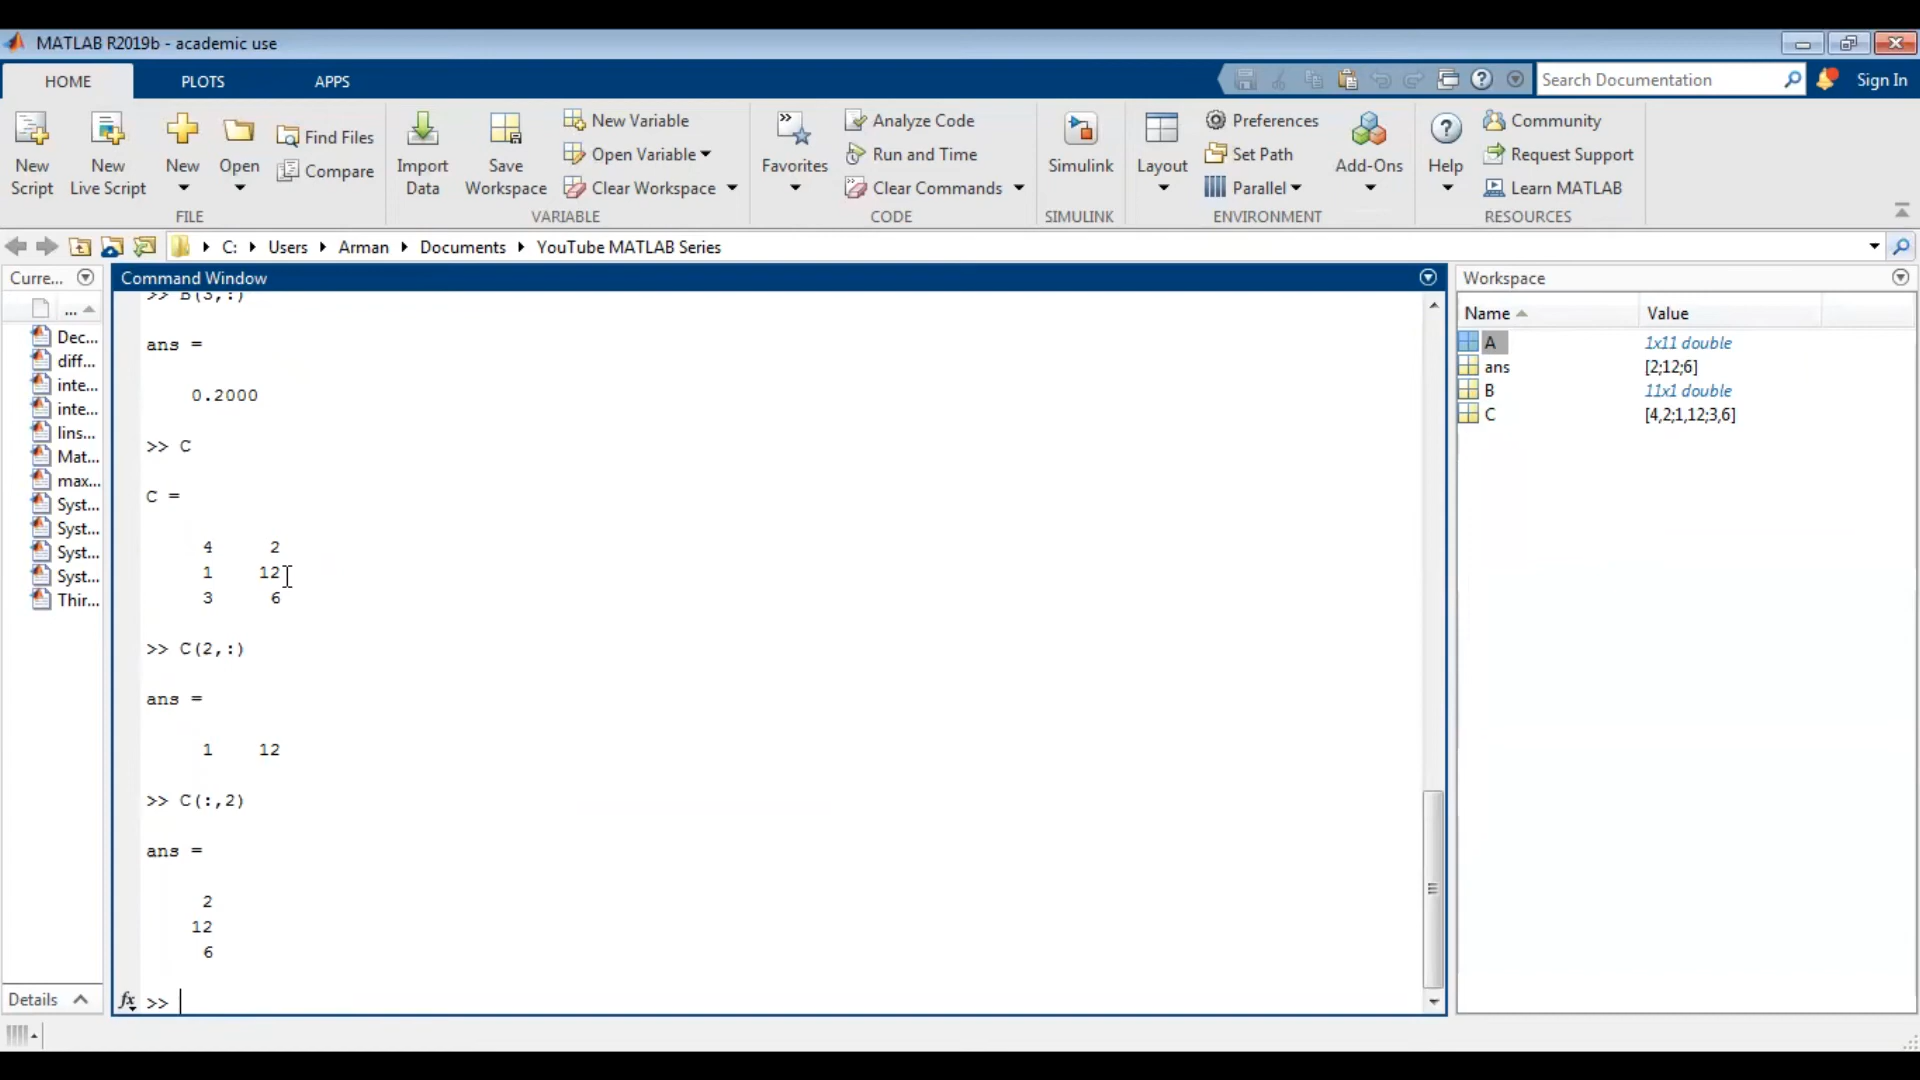 MATLAB R2019b - academic use
HOME PLOTS APPS
Search Documentation
Sign In
New Script
New Live Script
New
Open
Find Files
Compare
FILE
Import Data
Save Workspace
New Variable
Open Variable
Clear Workspace
VARIABLE
Favorites
Analyze Code
Run and Time
Clear Commands
CODE
Simulink
SIMULINK
Layout
Preferences
Set Path
Parallel
Add-Ons
ENVIRONMENT
Help
Community
Request Support
Learn MATLAB
RESOURCES
C: Users Arman Documents YouTube MATLAB Series
Curre...
...
Dec...
diff...
inte...
inte...
lins...
Mat...
max...
Syst...
Syst...
Syst...
Syst...
Thir...
Details
Command Window
>> B(3,:)
ans =
0.2000
>> C
C =
4 2
1 12
3 6
>> C(2,:)
ans =
1 12
>> C(:,2)
ans =
2
12
6
fx >>
Workspace
Name Value
A 1x11 double
ans [2;12;6]
B 11x1 double
C [4,2;1,12;3,6]